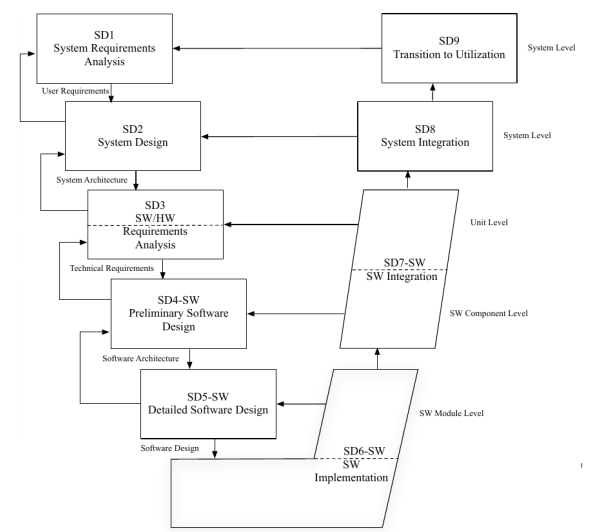 SD1
System Requirements
Analysis
SD9
Transition to Utilization
System Level
User Requirements
SD2
System Design
SD8
System Integration
System Level
System Architecture
SD3
SW/HW
Requirements
Analysis
Unit Level
Technical Requirements
SD7-SW
SW Integration
SD4-SW
Preliminary Software
Design
SW Component Level
Software Architecture
SD5-SW
Detailed Software Design
SW Module Level
Software Design
SD6-SW
SW
Implementation